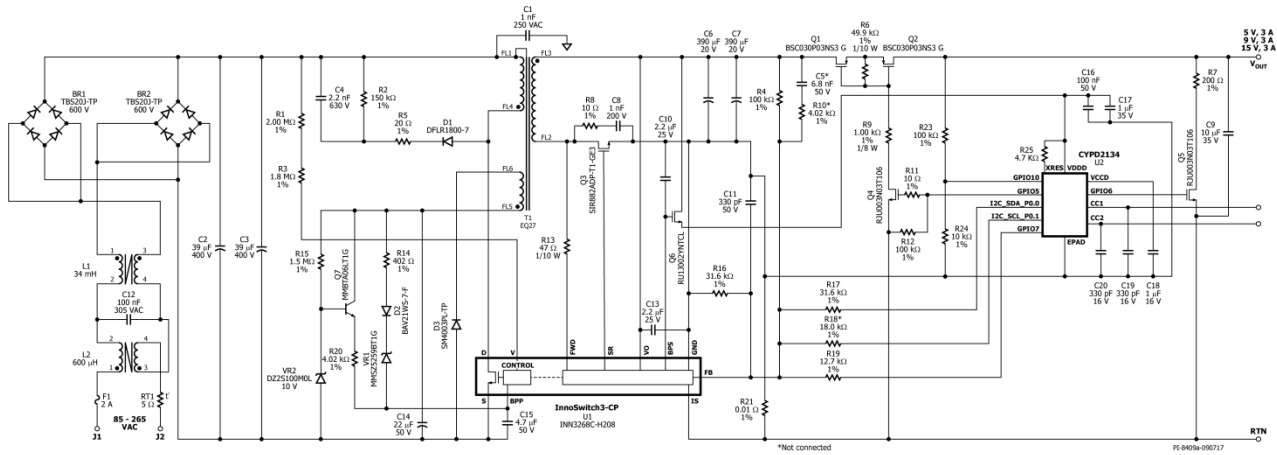 C1
1 nF
250 VAC
BR1
TBS20J-TP
600 V
BR2
TBS20J-TP
600 V
C4
2.2 nF
630 V
R2
150 kΩ
1%
R1
2.00 MΩ
1%
R5
20 Ω
1%
D1
DFLR1800-7
R3
1.8 MΩ
1%
FL1
FL3
FL4
FL2
FL6
FL5
T1
EQ27
R8
10 Ω
1%
C8
1 nF
200 V
Q3
SIR882ADP-T1-GE3
C6
390 µF
20 V
C7
390 µF
20 V
C10
2.2 µF
25 V
R4
100 kΩ
1%
Q1
BSC030P03NS3 G
R6
49.9 kΩ
1%
1/10 W
Q2
BSC030P03NS3 G
C5*
6.8 nF
50 V
R10*
4.02 kΩ
1%
R9
1.00 kΩ
1%
1/8 W
R23
100 kΩ
1%
C16
100 nF
50 V
C17
1 µF
35 V
R7
200 Ω
1%
C9
10 µF
35 V
5 V, 3 A
9 V, 3 A
15 V, 3 A
VOUT
R25
4.7 KΩ
CYPD2134
U2
XRES
VDDD
GPIO10
VCCD
GPIO5
GPIO6
I2C_SDA_P0.0
CC1
I2C_SCL_P0.1
CC2
GPIO7
EPAD
Q5
RJU003N03T106
Q4
RJU003N03T106
R11
10 Ω
1%
R12
100 kΩ
1%
R24
10 kΩ
1%
C11
330 pF
50 V
Q6
RU1J002YNTCL
R13
47 Ω
1/10 W
R16
31.6 kΩ
1%
C13
2.2 µF
25 V
R17
31.6 kΩ
1%
R18*
18.0 kΩ
1%
R19
12.7 kΩ
1%
C20
330 pF
16 V
C19
330 pF
16 V
C18
1 µF
16 V
C2
39 µF
400 V
C3
39 µF
400 V
R15
1.5 MΩ
1%
Q7
MMBTA06LT1G
R14
402 Ω
1%
D2
BAV21WS-7-F
D3
SM4003PL-TP
R20
4.02 kΩ
1%
VR1
MMSZ5259BT1G
VR2
DZ2S100M0L
10 V
C14
22 µF
50 V
C15
4.7 µF
50 V
D
V
FWD
SR
VO
BPS
GND
CONTROL
FB
S
BPP
IS
InnoSwitch3-CP
U1
INN3268C-H208
R21
0.01 Ω
1%
1
3
L1
34 mH
2
4
C12
100 nF
305 VAC
2
4
L2
600 µH
1
3
F1
2 A
RT1
5 Ω
t°
85 - 265
VAC
J1
J2
RTN
*Not connected
PI-8409a-090717